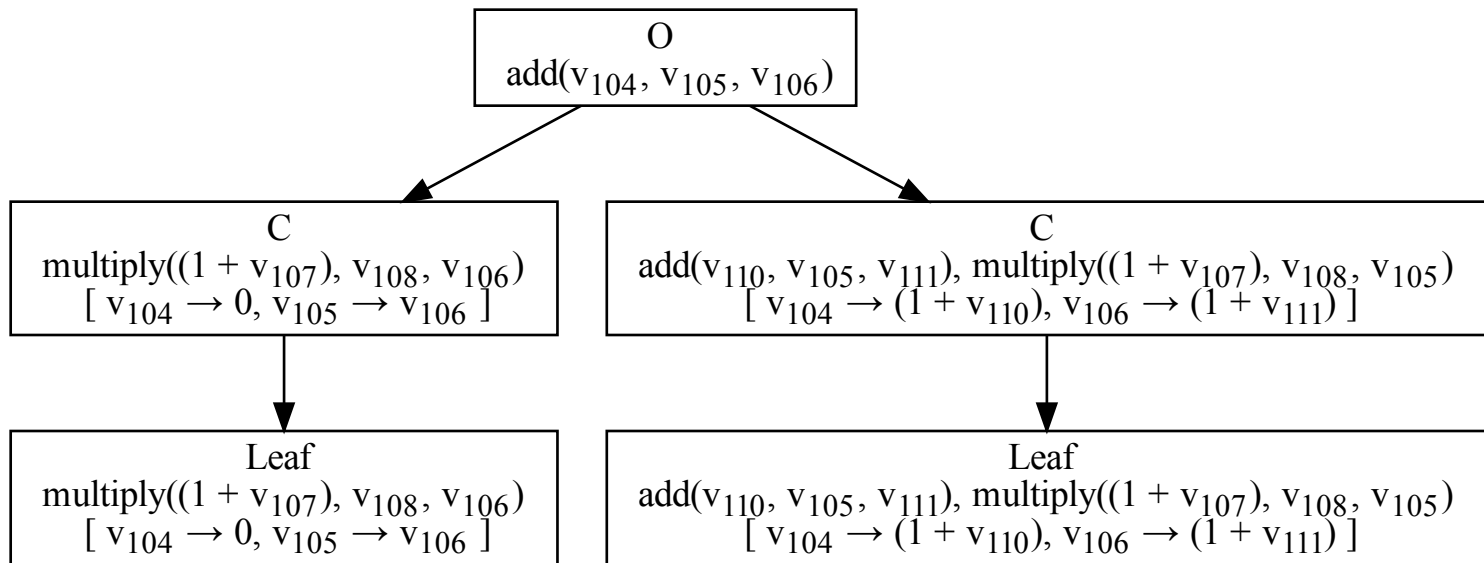 O
add(v₁₀₄, v₁₀₅, v₁₀₆)
C
multiply((1 + v₁₀₇), v₁₀₈, v₁₀₆)
[ v₁₀₄ → 0, v₁₀₅ → v₁₀₆ ]
C
add(v₁₁₀, v₁₀₅, v₁₁₁), multiply((1 + v₁₀₇), v₁₀₈, v₁₀₅)
[ v₁₀₄ → (1 + v₁₁₀), v₁₀₆ → (1 + v₁₁₁) ]
Leaf
multiply((1 + v₁₀₇), v₁₀₈, v₁₀₆)
[ v₁₀₄ → 0, v₁₀₅ → v₁₀₆ ]
Leaf
add(v₁₁₀, v₁₀₅, v₁₁₁), multiply((1 + v₁₀₇), v₁₀₈, v₁₀₅)
[ v₁₀₄ → (1 + v₁₁₀), v₁₀₆ → (1 + v₁₁₁) ]